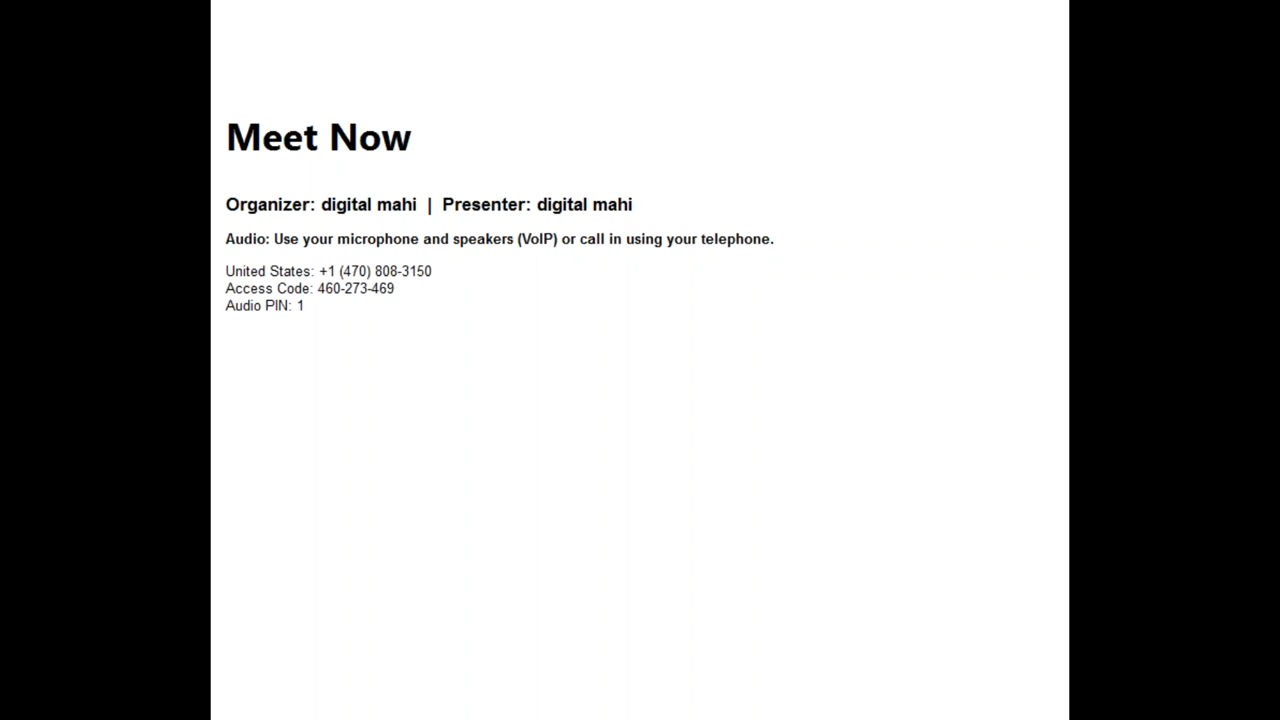 Meet Now
Organizer: digital mahi | Presenter: digital mahi
Audio: Use your microphone and speakers (VoIP) or call in using your telephone.
United States: +1 (470) 808-3150
Access Code: 460-273-469
Audio PIN: 1